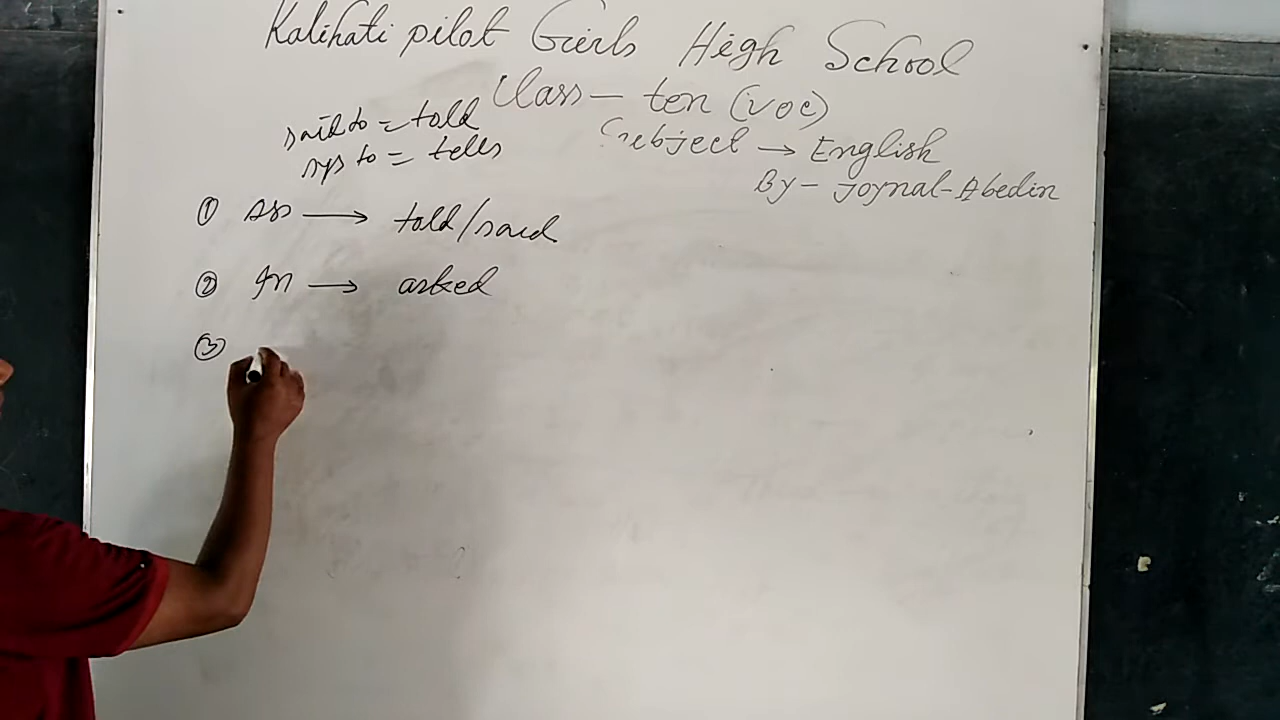 Kalihati pilot Girls High School
Class — ten (voc)
said to = told
says to = tells
Subject → English
By - Joynal-Abedin
① Ass → told/said
② In → asked
③